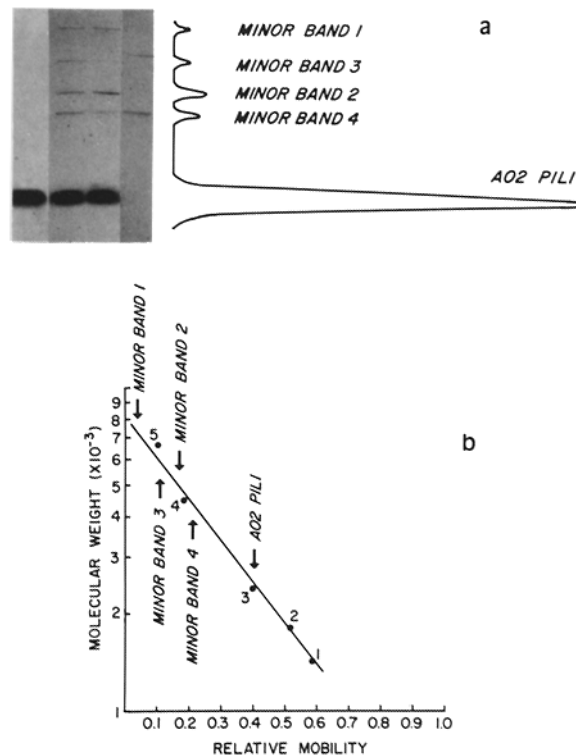 MINOR BAND 1
a
MINOR BAND 3
MINOR BAND 2
MINOR BAND 4
AO2 PILI
MINOR BAND 1
MINOR BAND 2
b
9
8
7
6
5
4
3
2
1
MOLECULAR WEIGHT (X10⁻³)
5
4
MINOR BAND 3
MINOR BAND 4
AO2 PILI
3
2
1
0.1 0.2 0.3 0.4 0.5 0.6 0.7 0.8 0.9 1.0
RELATIVE MOBILITY